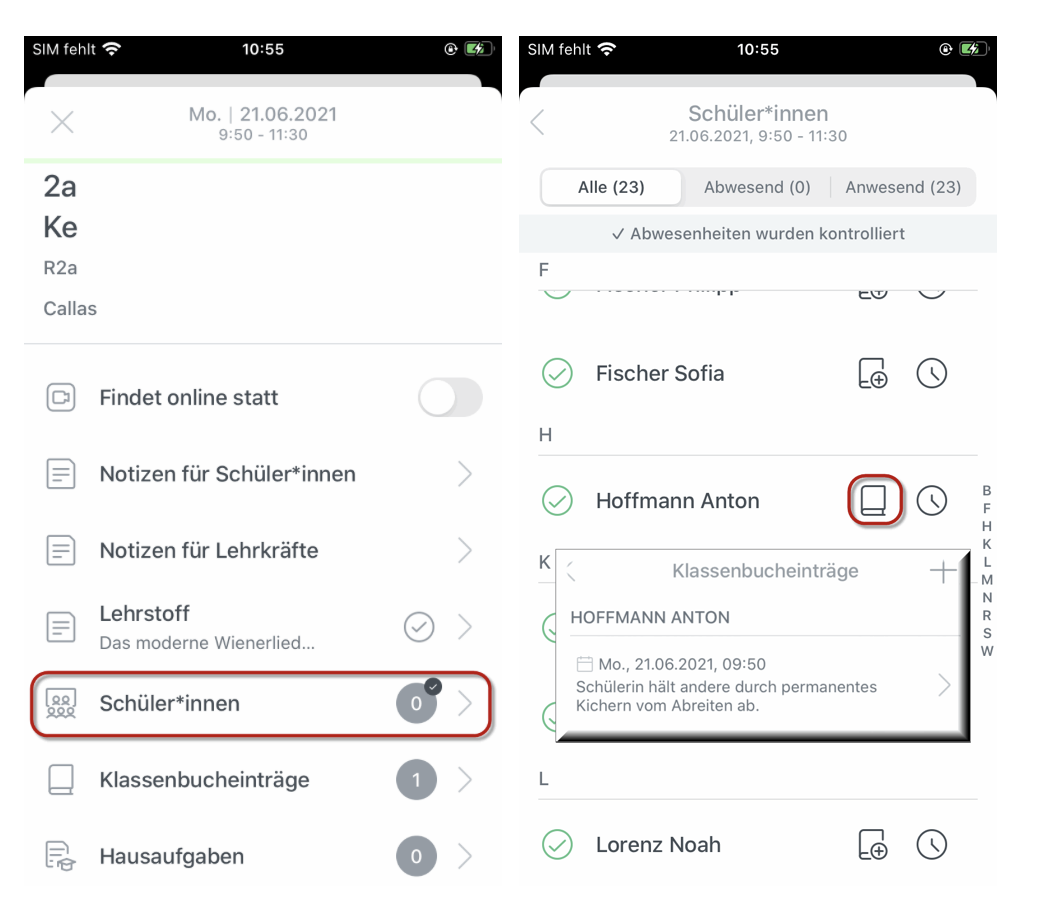 SIM fehlt 10:55
Mo. | 21.06.2021
9:50 - 11:30
2a
Ke
R2a
Callas
Findet online statt
Notizen für Schüler*innen
Notizen für Lehrkräfte
Lehrstoff
Das moderne Wienerlied...
Schüler*innen 0
Klassenbucheinträge 1
Hausaufgaben 0
SIM fehlt 10:55
Schüler*innen
21.06.2021, 9:50 - 11:30
Alle (23) Abwesend (0) Anwesend (23)
Abwesenheiten wurden kontrolliert
F
Fischer Sofia
H
Hoffmann Anton
K
Klassenbucheinträge
HOFFMANN ANTON
Mo., 21.06.2021, 09:50
Schülerin hält andere durch permanentes
Kichern vom Abreiten ab.
L
Lorenz Noah
B
F
H
K
L
M
N
R
S
W